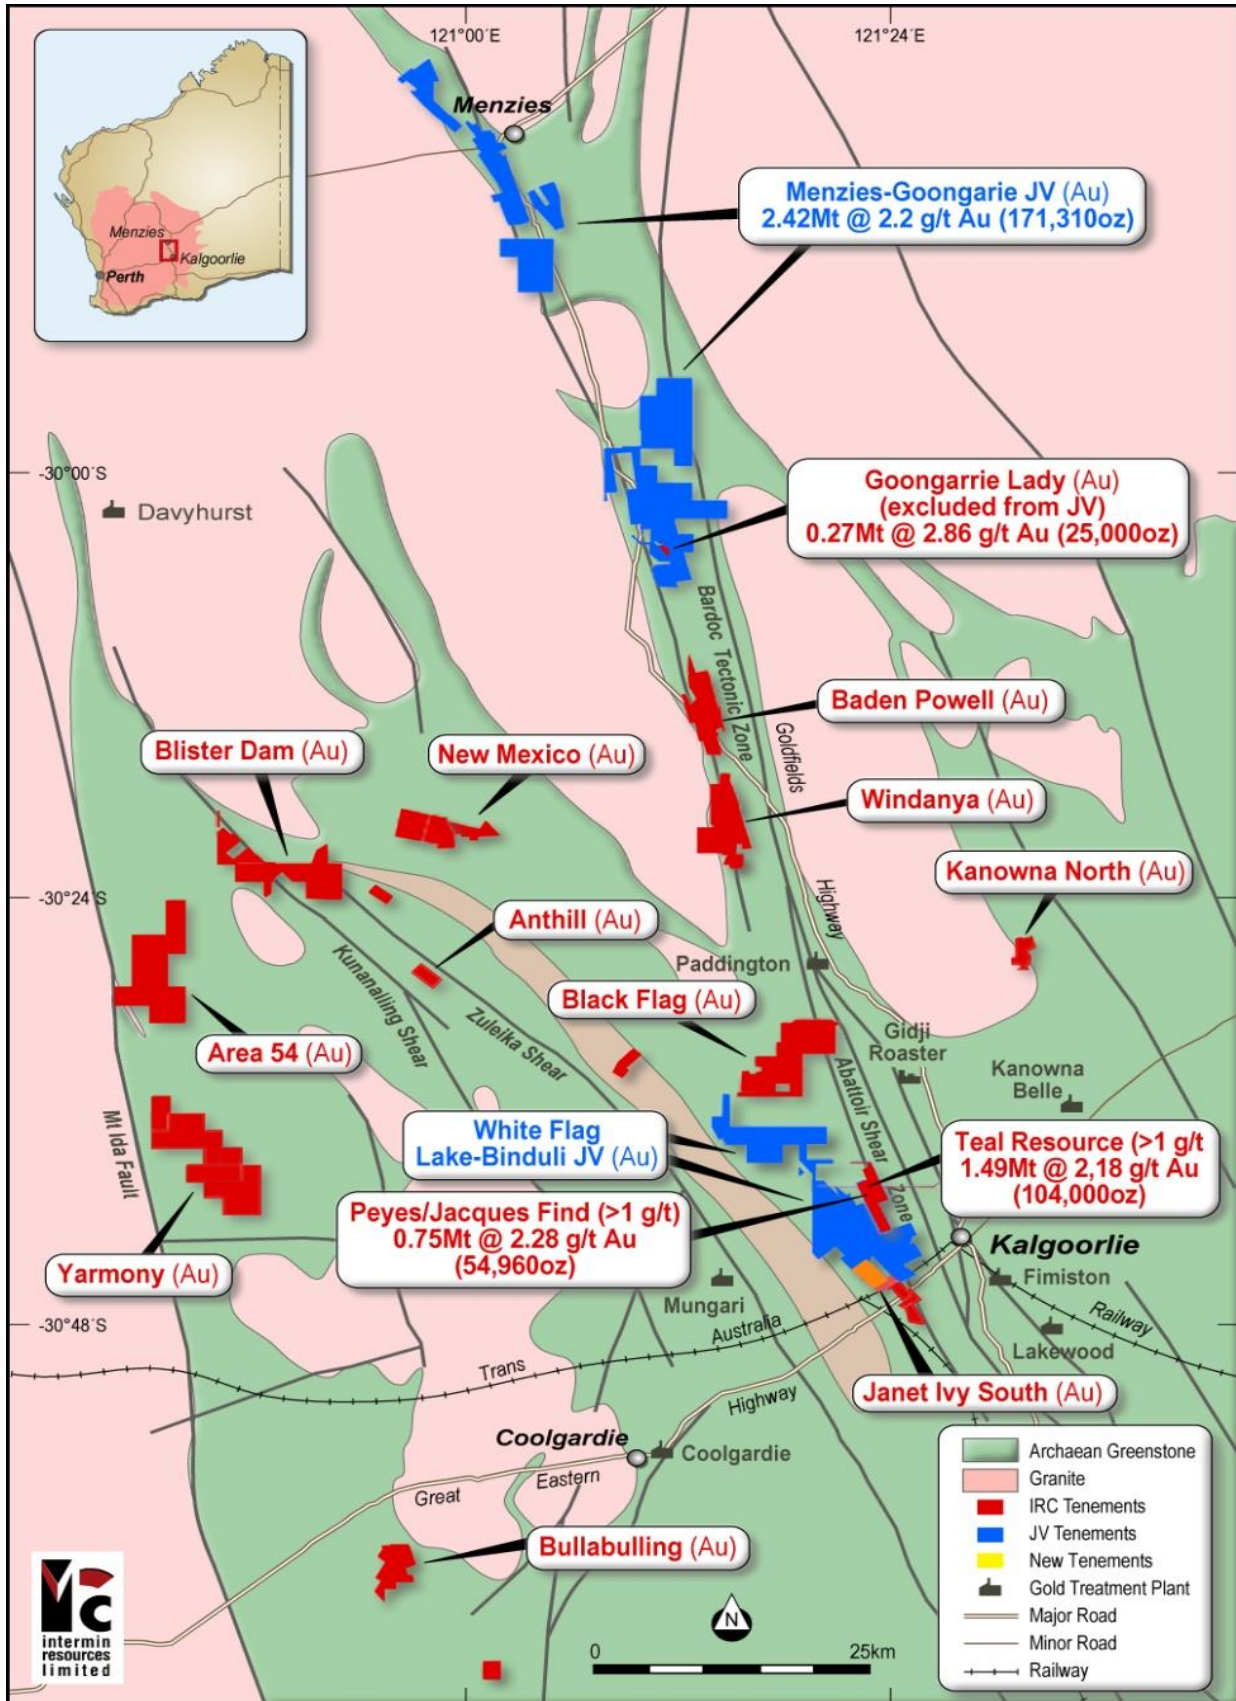 121°00´E
121°24´E
Menzies
Menzies
Kalgoorlie
Perth
Menzies-Goongarie JV (Au)
2.42Mt @ 2.2 g/t Au (171,310oz)
-30°00´S
Davyhurst
Goongarrie Lady (Au)
(excluded from JV)
0.27Mt @ 2.86 g/t Au (25,000oz)
Bardoc Tectonic Zone
Baden Powell (Au)
Goldfields
Highway
Blister Dam (Au)
New Mexico (Au)
Windanya (Au)
Kanowna North (Au)
-30°24´S
Anthill (Au)
Paddington
Kunanalling Shear
Zuleika Shear
Black Flag (Au)
Area 54 (Au)
Abattoir Shear
Zone
Gidji
Roaster
Kanowna
Belle
Mt Ida Fault
White Flag
Lake-Binduli JV (Au)
Teal Resource (>1 g/t
1.49Mt @ 2,18 g/t Au
(104,000oz)
Peyes/Jacques Find (>1 g/t)
0.75Mt @ 2.28 g/t Au
(54,960oz)
Yarmony (Au)
Kalgoorlie
Fimiston
Mungari
-30°48´S
Trans
Australia
Railway
Lakewood
Janet Ivy South (Au)
Highway
Coolgardie
Coolgardie
Great
Eastern
Bullabulling (Au)
Archaean Greenstone
Granite
IRC Tenements
JV Tenements
New Tenements
Gold Treatment Plant
Major Road
Minor Road
Railway
N
0
25km
intermin
resources
limited